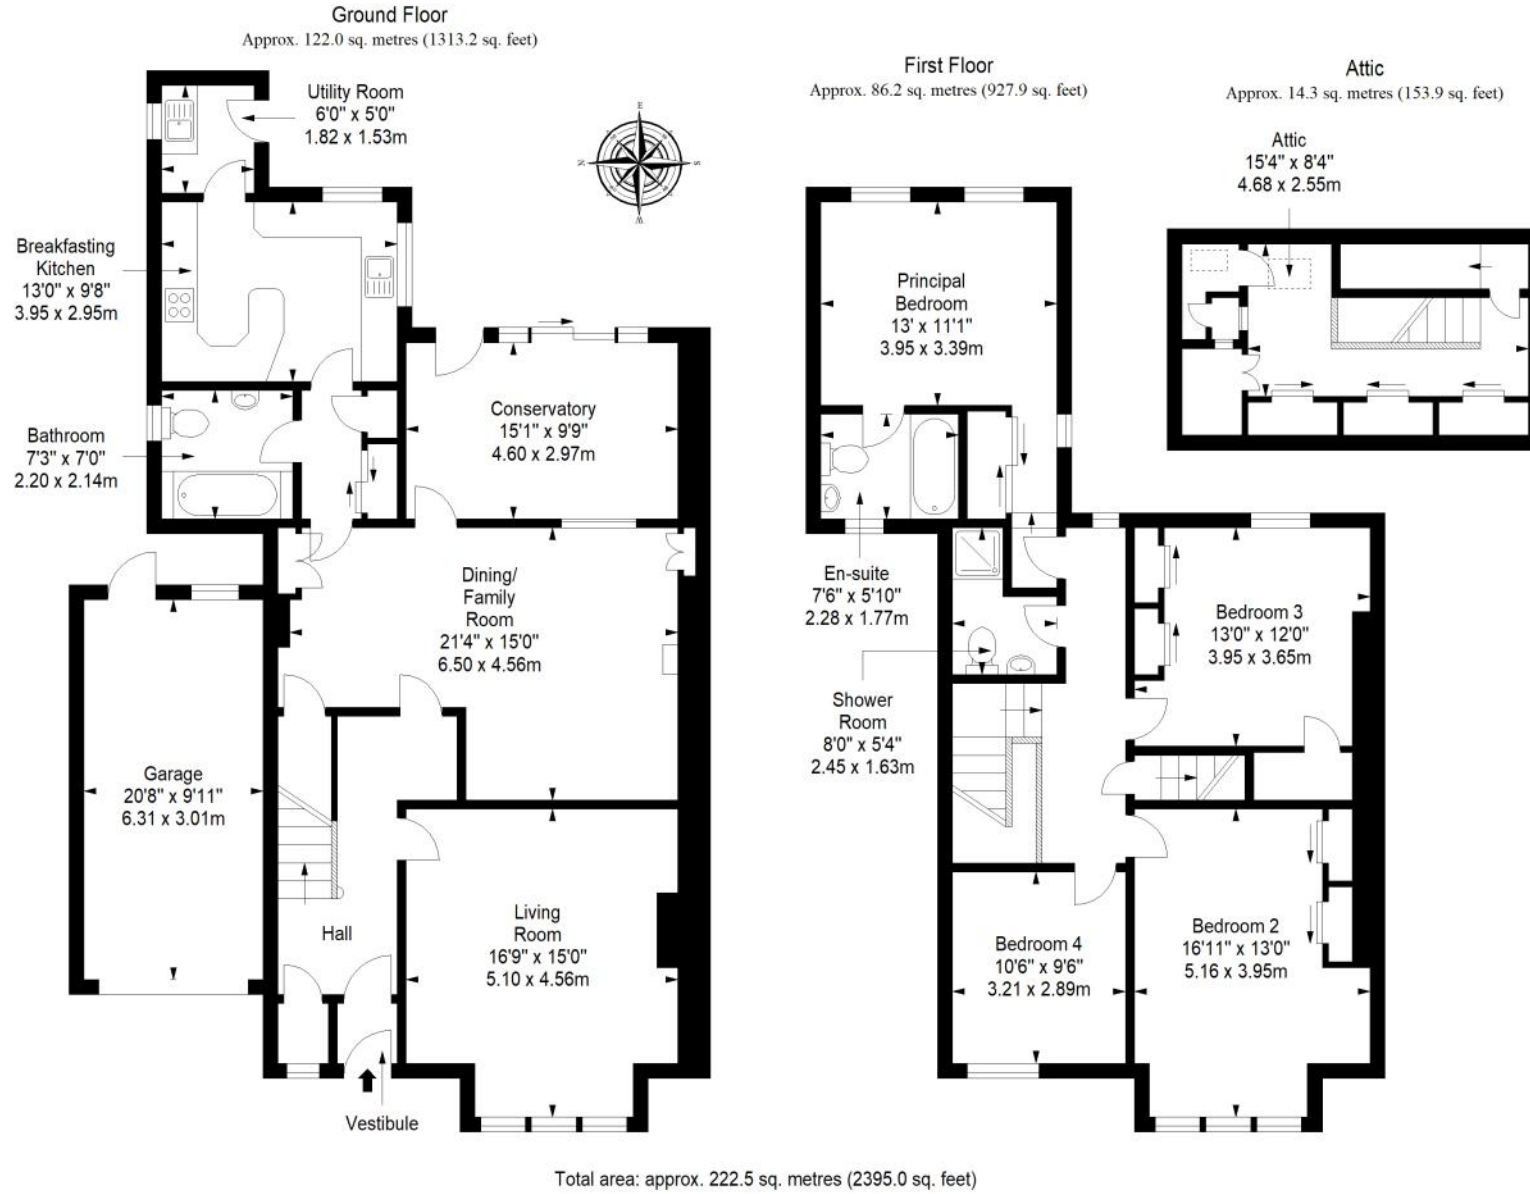 Ground Floor
Approx. 122.0 sq. metres (1313.2 sq. feet)
Utility Room
6'0" x 5'0"
1.82 x 1.53m
E
N
S
W
Breakfasting
Kitchen
13'0" x 9'8"
3.95 x 2.95m
Bathroom
7'3" x 7'0"
2.20 x 2.14m
Conservatory
15'1" x 9'9"
4.60 x 2.97m
Dining/
Family
Room
21'4" x 15'0"
6.50 x 4.56m
Garage
20'8" x 9'11"
6.31 x 3.01m
Hall
Living
Room
16'9" x 15'0"
5.10 x 4.56m
Vestibule
First Floor
Approx. 86.2 sq. metres (927.9 sq. feet)
Principal
Bedroom
13' x 11'1"
3.95 x 3.39m
En-suite
7'6" x 5'10"
2.28 x 1.77m
Shower
Room
8'0" x 5'4"
2.45 x 1.63m
Bedroom 3
13'0" x 12'0"
3.95 x 3.65m
Bedroom 4
10'6" x 9'6"
3.21 x 2.89m
Bedroom 2
16'11" x 13'0"
5.16 x 3.95m
Attic
Approx. 14.3 sq. metres (153.9 sq. feet)
Attic
15'4" x 8'4"
4.68 x 2.55m
Total area: approx. 222.5 sq. metres (2395.0 sq. feet)